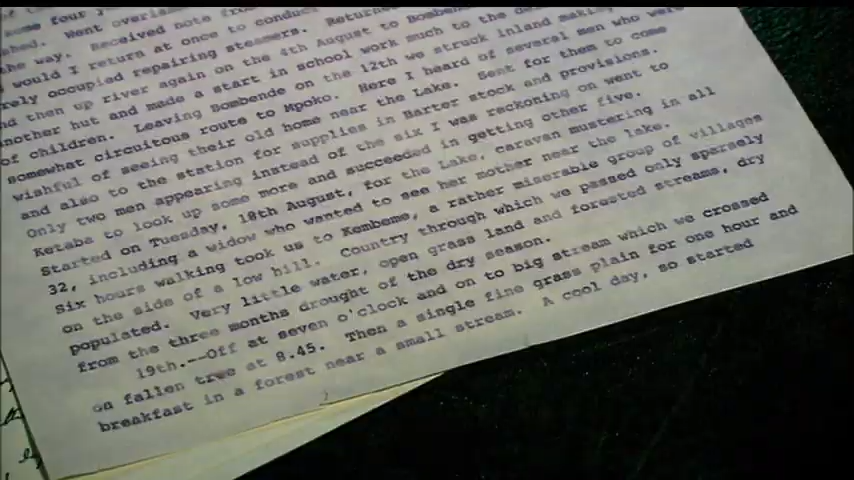 some four
Went overland
way. Received note from
would I return at once to conduct
occupied repairing steamers. Returned
then up river again on the 4th August to Bombende
another hut and made a start in school work much to the
of children. Leaving Bombende on the 12th we struck inland making
somewhat circuitous route to Mpoko. Here I heard of several men who were
wishful of seeing their old home near the Lake. Sent for them to come
and also to the station for supplies in Barter stock and provisions.
Only two men appearing instead of the six I was reckoning on went to
Ketaba to look up some more and succeeded in getting other five.
Started on Tuesday, 18th August, for the Lake, caravan mustering in all
32, including a widow who wanted to see her mother near the lake.
Six hours walking took us to Kembeme, a rather miserable group of villages
on the side of a low hill. Country through which we passed only sparsely
populated. Very little water, open grass land and forested streams, dry
from the three months drought of the dry season.
19th.--Off at seven o'clock and on to big stream which we crossed
on fallen tree at 8.45. Then a single fine grass plain for one hour and
breakfast in a forest near a small stream. A cool day, so started